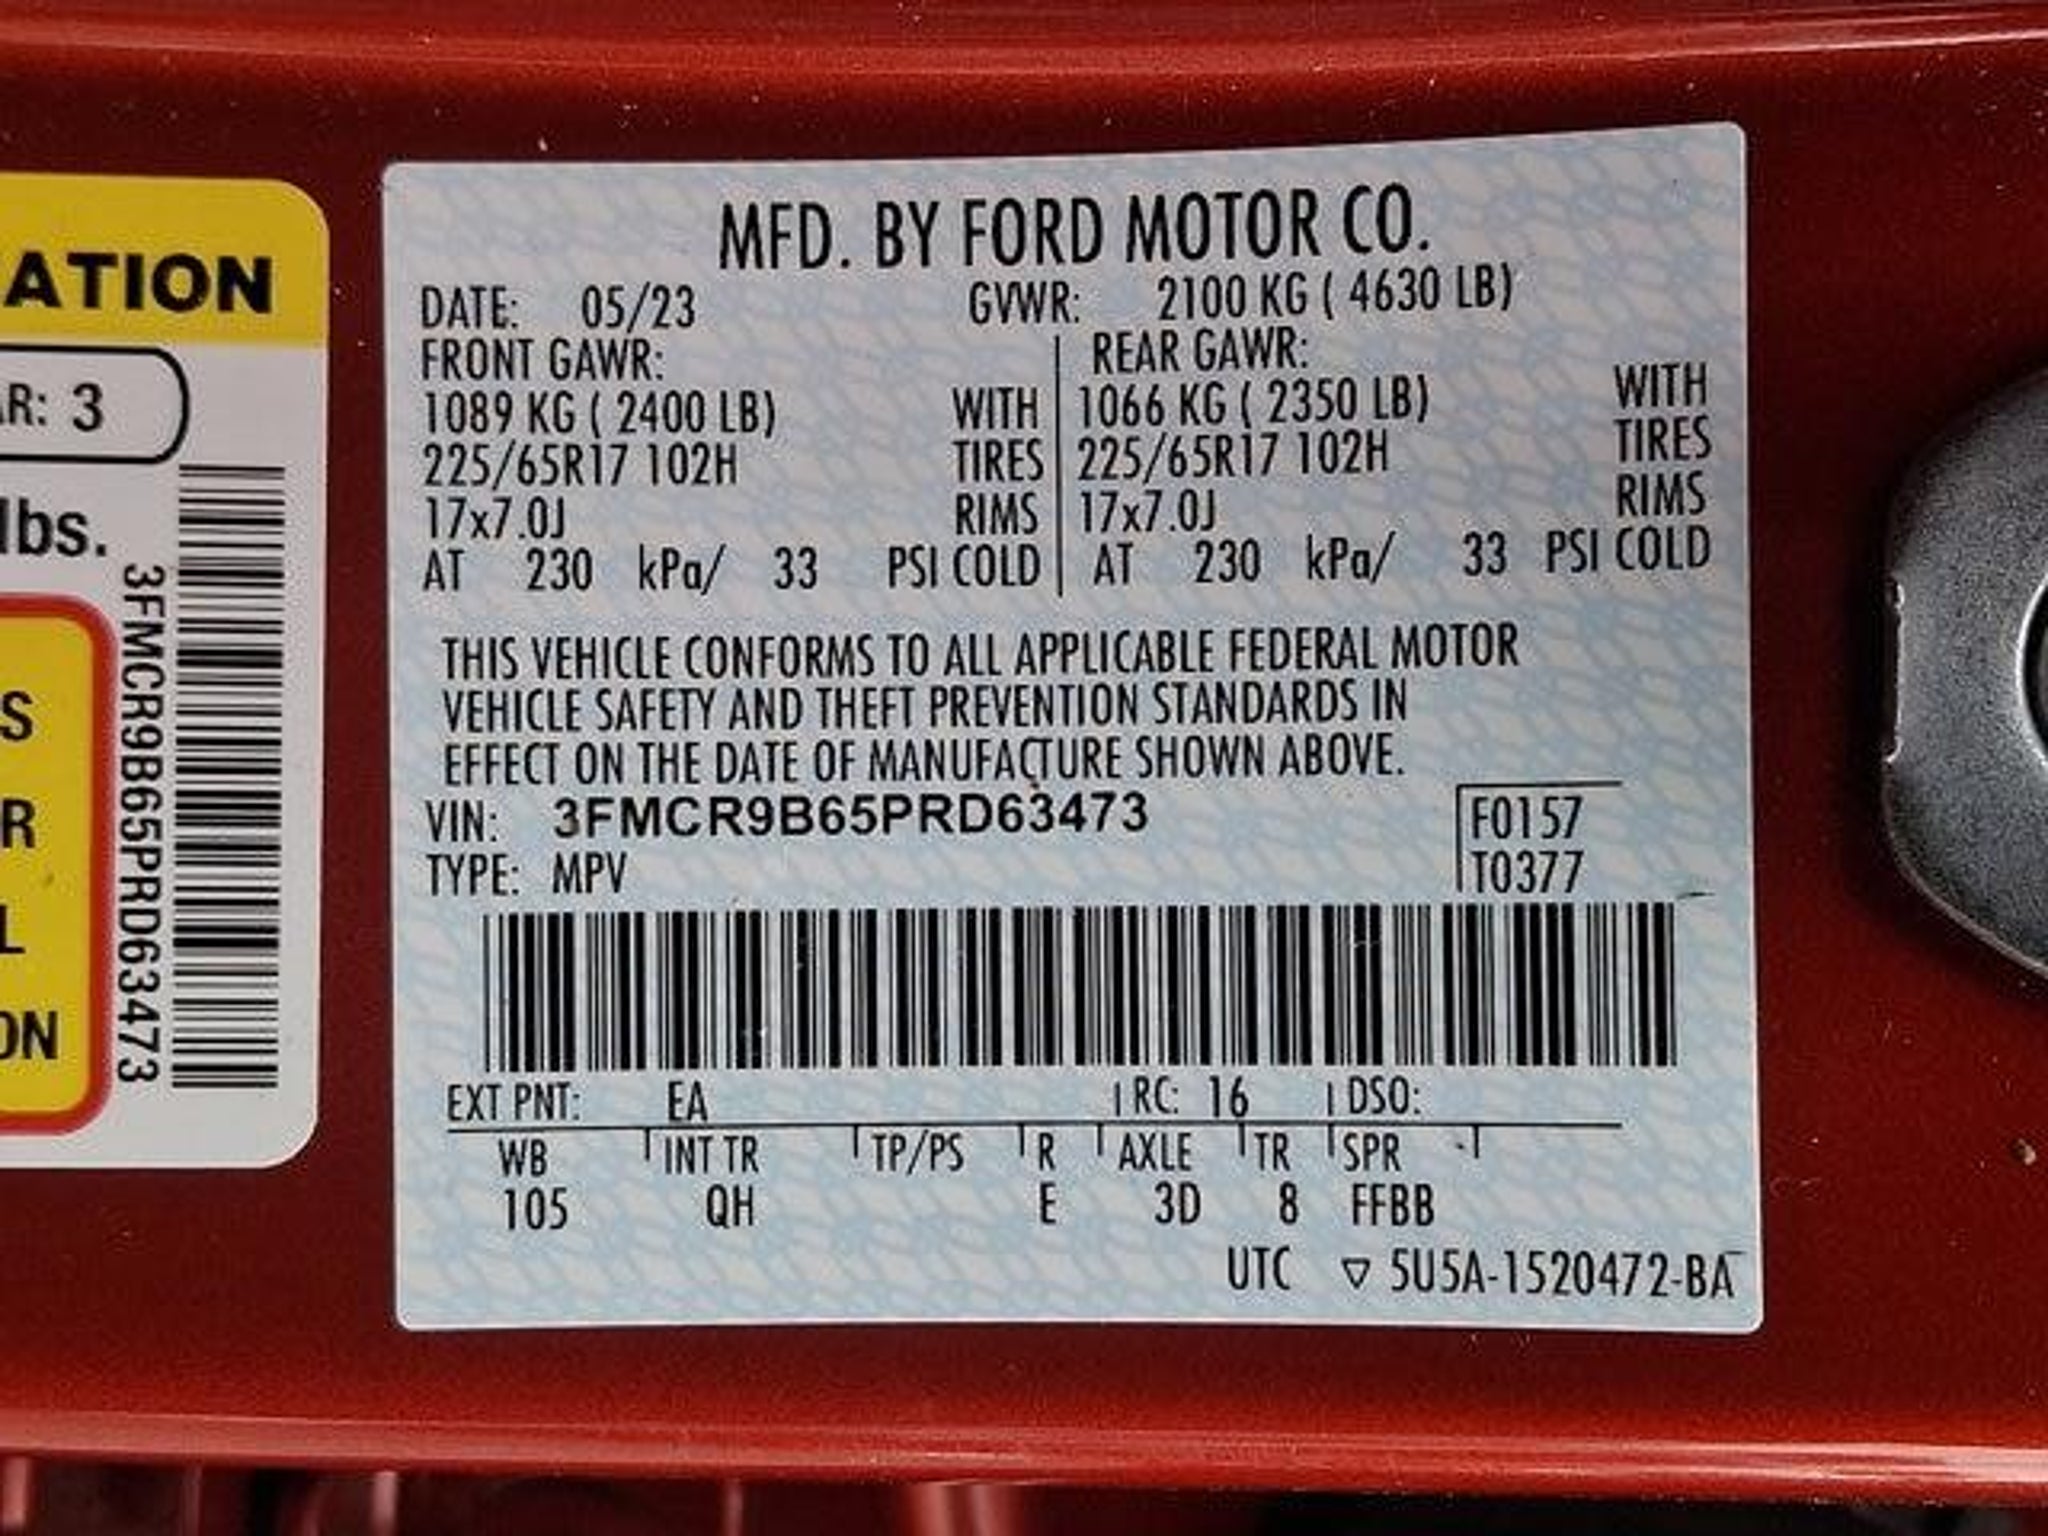 ATION
AR: 3
lbs.
S
R
L
ON
3FMCR9B65PRD63473
MFD. BY FORD MOTOR CO.
DATE: 05/23 GVWR: 2100 KG ( 4630 LB)
FRONT GAWR: REAR GAWR:
1089 KG ( 2400 LB) WITH 1066 KG ( 2350 LB) WITH
225/65R17 102H TIRES 225/65R17 102H TIRES
17x7.0J RIMS 17x7.0J RIMS
AT 230 kPa/ 33 PSI COLD AT 230 kPa/ 33 PSI COLD
THIS VEHICLE CONFORMS TO ALL APPLICABLE FEDERAL MOTOR
VEHICLE SAFETY AND THEFT PREVENTION STANDARDS IN
EFFECT ON THE DATE OF MANUFACTURE SHOWN ABOVE.
VIN: 3FMCR9B65PRD63473 F0157
TYPE: MPV T0377
EXT PNT: EA RC: 16 DSO:
WB INT TR TP/PS R AXLE TR SPR
105 QH E 3D 8 FFBB
UTC ▽ 5U5A-1520472-BA